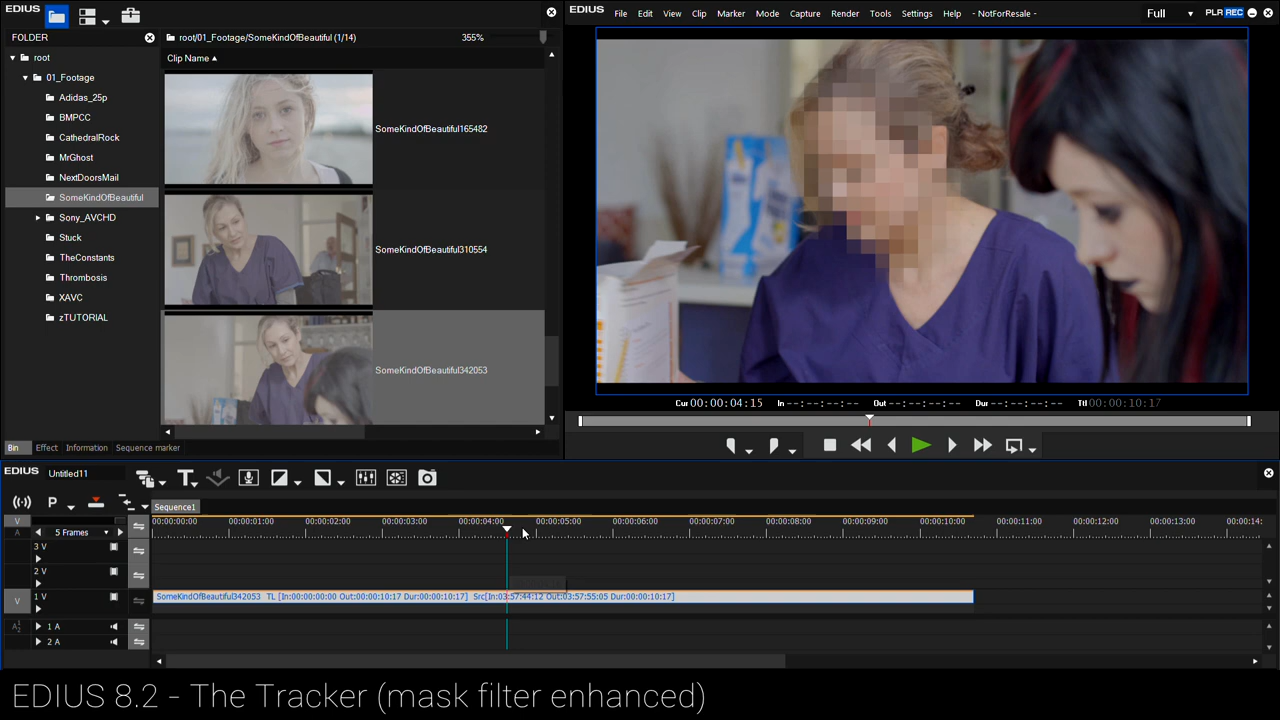 EDIUS
FOLDER
root
01_Footage
Adidas_25p
BMPCC
CathedralRock
MrGhost
NextDoorsMail
SomeKindOfBeautiful
Sony_AVCHD
Stuck
TheConstants
Thrombosis
XAVC
zTUTORIAL
root/01_Footage/SomeKindOfBeautiful (1/14)
355%
Clip Name
SomeKindOfBeautiful165482
SomeKindOfBeautiful310554
SomeKindOfBeautiful342053
Bin Effect Information Sequence marker
EDIUS File Edit View Clip Marker Mode Capture Render Tools Settings Help - NotForResale - Full PLR REC
Cur 00:00:04:15 In --:--:--:-- Out --:--:--:-- Dur --:--:--:-- Ttl 00:00:10:17
EDIUS Untitled11
P
Sequence1
V 00:00:00:00 00:00:01:00 00:00:02:00 00:00:03:00 00:00:04:00 00:00:05:00 00:00:06:00 00:00:07:00 00:00:08:00 00:00:09:00 00:00:10:00 00:00:11:00 00:00:12:00 00:00:13:00 00:00:14:
A 5 Frames
3 V
2 V
V 1 V SomeKindOfBeautiful342053 TL [In:00:00:00:00 Out:00:00:10:17 Dur:00:00:10:17] Src[In:03:57:44:12 Out:03:57:55:05 Dur:00:00:10:17]
1 A
2 A
EDIUS 8.2 - The Tracker (mask filter enhanced)